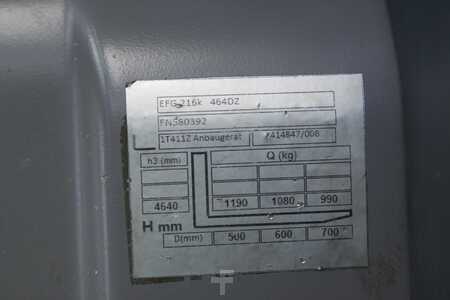 EFG 216k 464DZ
FN580392
1T411Z Anbaugerät 7414847/008
h3 (mm) Q (kg)
4640 1190 1080 990
H mm
D(mm) 500 600 700